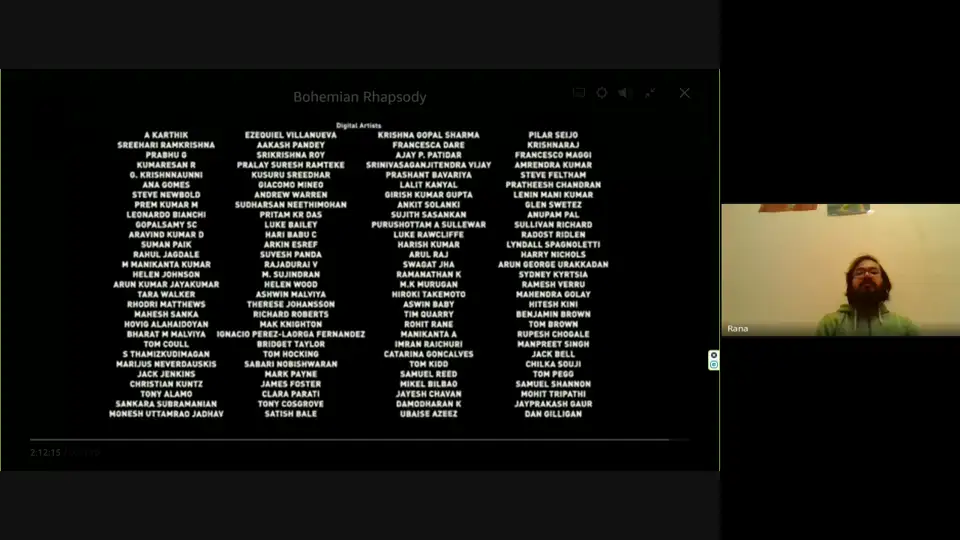 Bohemian Rhapsody
Digital Artists
A KARTHIK
SREEHARI RAMKRISHNA
PRABHU G
KUMARESAN R
G. KRISHNNAUNNI
ANA GOMES
STEVE NEWBOLD
PREM KUMAR M
LEONARDO BIANCHI
GOPALSAMY SC
ARAVIND KUMAR D
SUMAN PAIK
RAHUL JAGDALE
M MANIKANTA KUMAR
HELEN JOHNSON
ARUN KUMAR JAYAKUMAR
TARA WALKER
RHODRI MATTHEWS
MAHESH SANKA
HOVIG ALAHAIDOYAN
BHARAT M MALVIYA
TOM COULL
S THAMIZKUDIMAGAN
MARIJUS NEVERDAUSKIS
JACK JENKINS
CHRISTIAN KUNTZ
TONY ALAMO
SANKARA SUBRAMANIAN
MONESH UTTAMRAO JADHAV
EZEQUIEL VILLANUEVA
AAKASH PANDEY
SRIKRISHNA ROY
PRALAY SURESH RAMTEKE
KUSURU SREEDHAR
GIACOMO MINEO
ANDREW WARREN
SUDHARSAN NEETHIMOHAN
PRITAM KR DAS
LUKE BAILEY
HARI BABU C
ARKIN ESREF
SUVESH PANDA
RAJADURAI V
M. SUJINDRAN
HELEN WOOD
ASHWIN MALVIYA
THERESE JOHANSSON
RICHARD ROBERTS
MAK KNIGHTON
IGNACIO PEREZ-LAORGA FERNANDEZ
BRIDGET TAYLOR
TOM HOCKING
SABARI NOBISHWARAN
MARK PAYNE
JAMES FOSTER
CLARA PARATI
TONY COSGROVE
SATISH BALE
KRISHNA GOPAL SHARMA
FRANCESCA DARE
AJAY P. PATIDAR
SRINIVASAGANJITENDRA VIJAY
PRASHANT BAVARIYA
LALIT KANYAL
GIRISH KUMAR GUPTA
ANKIT SOLANKI
SUJITH SASANKAN
PURUSHOTTAM A SULLEWAR
LUKE RAWCLIFFE
HARISH KUMAR
ARUL RAJ
SWAGAT JHA
RAMANATHAN K
M.K MURUGAN
HIROKI TAKEMOTO
ASWIN BABY
TIM QUARRY
ROHIT RANE
MANIKANTA A
IMRAN RAICHURI
CATARINA GONCALVES
TOM KIDD
SAMUEL REED
MIKEL BILBAO
JAYESH CHAVAN
DAMODHARAN K
UBAISE AZEEZ
PILAR SEIJO
KRISHNARAJ
FRANCESCO MAGGI
AMRENDRA KUMAR
STEVE FELTHAM
PRATHEESH CHANDRAN
LENIN MANI KUMAR
GLEN SWETEZ
ANUPAM PAL
SULLIVAN RICHARD
RADOST RIDLEN
LYNDALL SPAGNOLETTI
HARRY NICHOLS
ARUN GEORGE URAKKADAN
SYDNEY KYRTSIA
RAMESH YERRU
MAHENDRA GOLAY
HITESH KINI
BENJAMIN BROWN
TOM BROWN
RUPESH CHOGALE
MANPREET SINGH
JACK BELL
CHILKA SOUJI
TOM PEGG
SAMUEL SHANNON
MOHIT TRIPATHI
JAYPRAKASH GAUR
DAN GILLIGAN
2:12:15
Rana